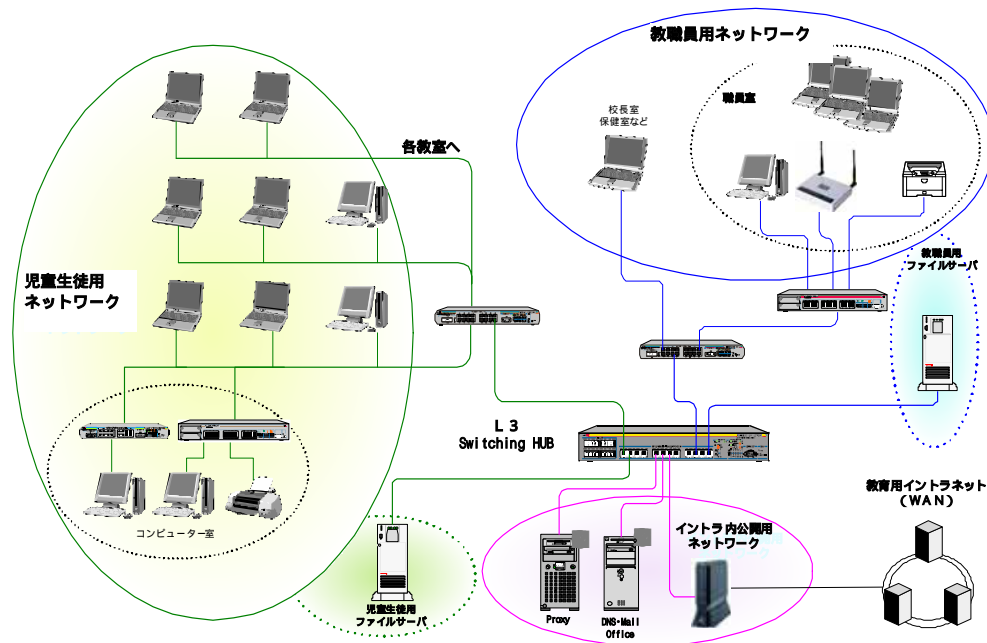 教職員用ネットワーク
職員室
校長室
保健室など
各教室へ
児童生徒用
ネットワーク
教職員用
ファイルサーバ
L3
Switching HUB
コンピューター室
教育用イントラネット
(WAN)
イントラ内公開用
ネットワーク
Proxy
DNS・Mail
Office
児童生徒用
ファイルサーバ